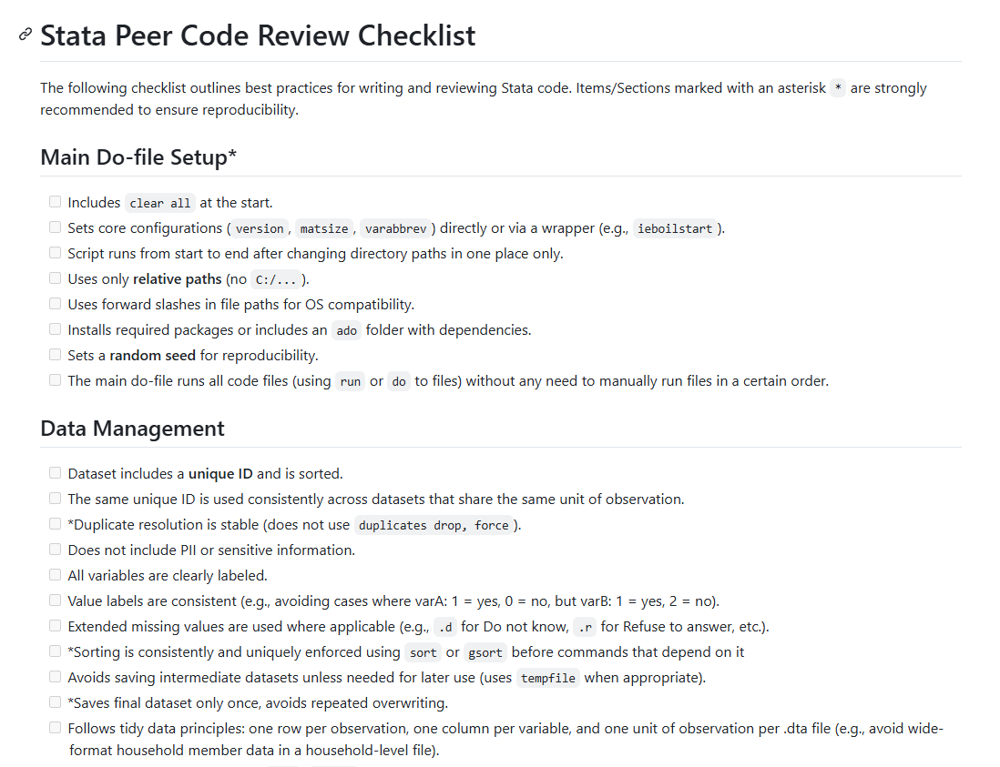 Stata Peer Code Review Checklist
The following checklist outlines best practices for writing and reviewing Stata code. Items/Sections marked with an asterisk * are strongly
recommended to ensure reproducibility.
Main Do-file Setup*
Includes clear all at the start.
Sets core configurations ( version , matsize , varabbrev ) directly or via a wrapper (e.g., ieboilstart ).
Script runs from start to end after changing directory paths in one place only.
Uses only relative paths (no C:/... ).
Uses forward slashes in file paths for OS compatibility.
Installs required packages or includes an ado folder with dependencies.
Sets a random seed for reproducibility.
The main do-file runs all code files (using run or do to files) without any need to manually run files in a certain order.
Data Management
Dataset includes a unique ID and is sorted.
The same unique ID is used consistently across datasets that share the same unit of observation.
*Duplicate resolution is stable (does not use duplicates drop, force ).
Does not include PII or sensitive information.
All variables are clearly labeled.
Value labels are consistent (e.g., avoiding cases where varA: 1 = yes, 0 = no, but varB: 1 = yes, 2 = no).
Extended missing values are used where applicable (e.g., .d for Do not know, .r for Refuse to answer, etc.).
*Sorting is consistently and uniquely enforced using sort or gsort before commands that depend on it
Avoids saving intermediate datasets unless needed for later use (uses tempfile when appropriate).
*Saves final dataset only once, avoids repeated overwriting.
Follows tidy data principles: one row per observation, one column per variable, and one unit of observation per .dta file (e.g., avoid wide-
format household member data in a household-level file).